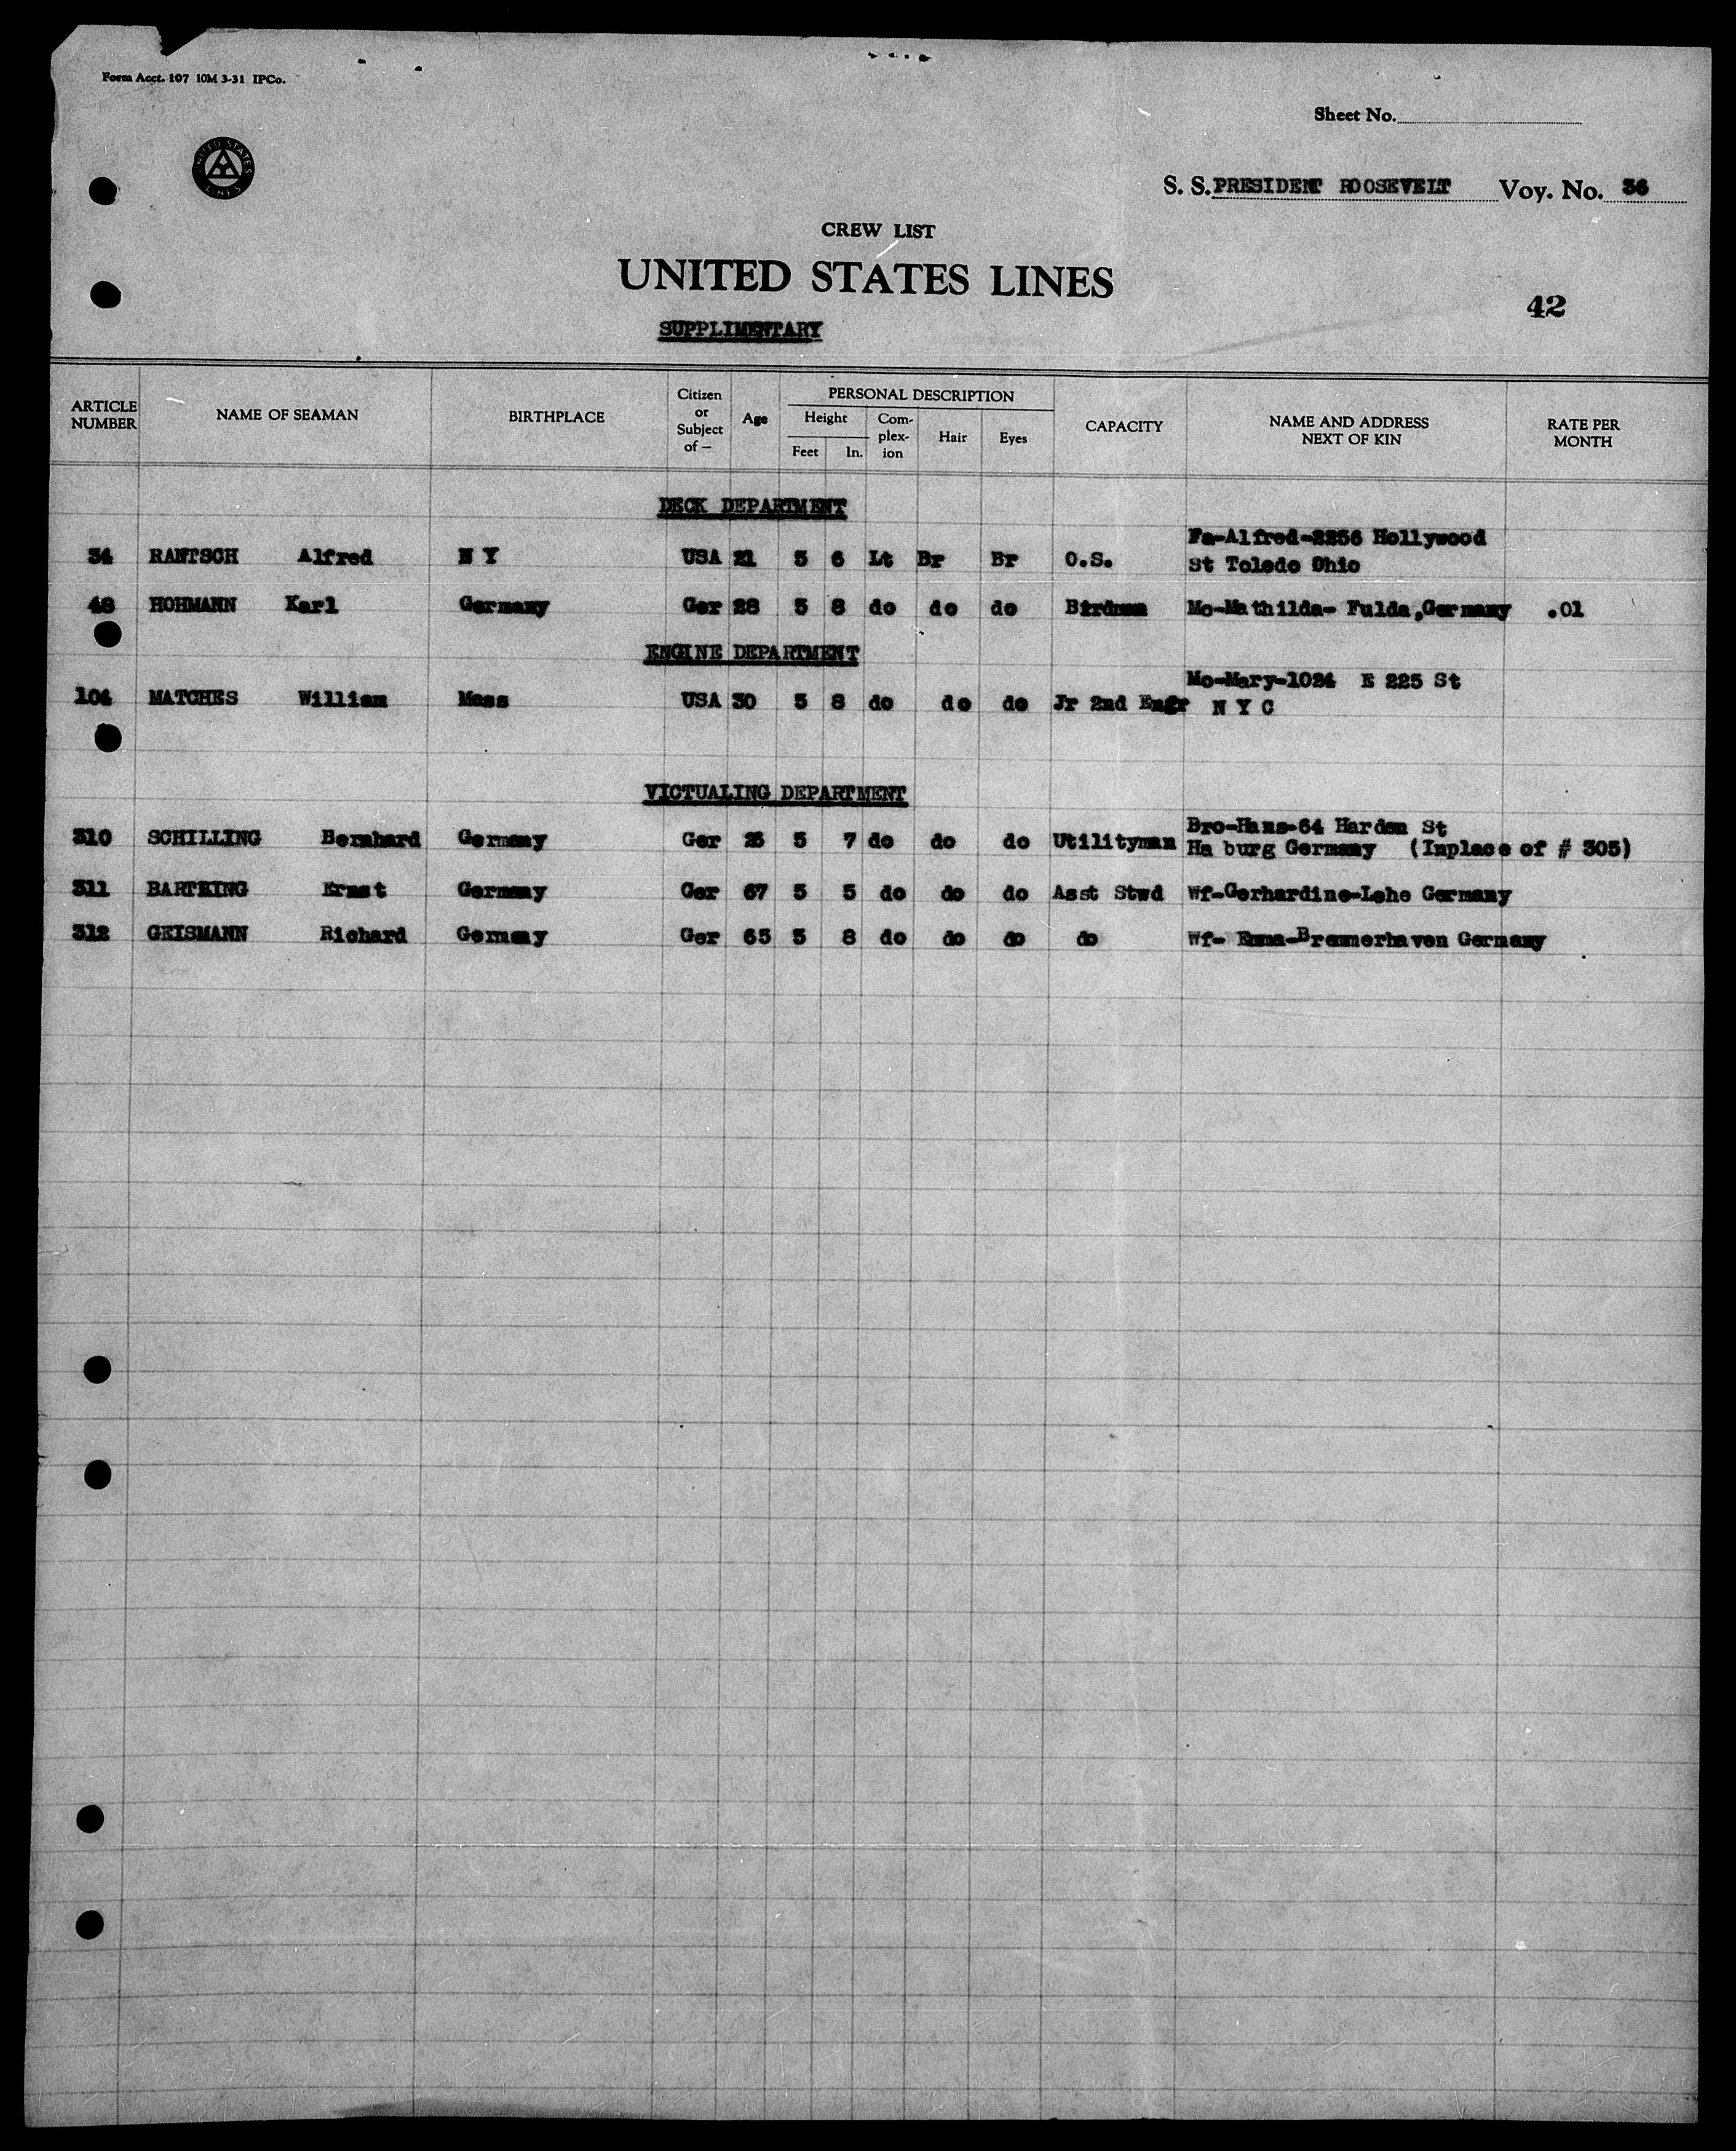 Form Acct. 107 10M 3-31 IPCo.
Sheet No.
UNITED STATES LINES
S. S. PRESIDENT ROOSEVELT Voy. No. 36
CREW LIST
UNITED STATES LINES
42
SUPPLIMENTARY
ARTICLE NUMBER NAME OF SEAMAN BIRTHPLACE Citizen or Subject of — Age PERSONAL DESCRIPTION Height Feet In. Com-plex-ion Hair Eyes CAPACITY NAME AND ADDRESS NEXT OF KIN RATE PER MONTH
DECK DEPARTMENT
Fa-Alfred-2256 Hollywood
34 RANTSCH Alfred N Y USA 21 5 6 Lt Br Br O.S. St Toledo Ohio
48 HOHMANN Karl Germany Ger 28 5 8 do do do Birdman Mo-Mathilda- Fulda,Germany .01
ENGINE DEPARTMENT
Mo-Mary-1024 E 225 St
104 MATCHES William Mass USA 30 5 8 do do do Jr 2nd Engr N Y C
VICTUALING DEPARTMENT
Bro-Hans-64 Harden St
310 SCHILLING Bernhard Germany Ger 5 7 do do do Utilityman Ha burg Germany (Inplace of # 305)
311 BARTKING Ernst Germany Ger 67 5 5 do do do Asst Stwd Wf-Gerhardine-Lehe Germany
312 GEISMANN Richard Germany Ger 65 5 8 do do do do Wf- Emma-Bremmerhaven Germany